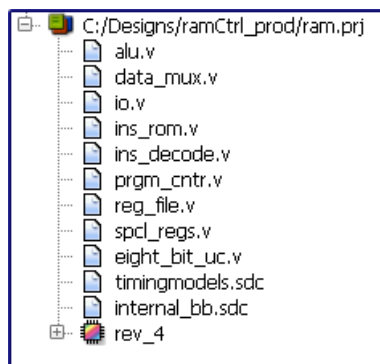 C:/Designs/ramCtrl_prod/ram.prj
alu.v
data_mux.v
io.v
ins_rom.v
ins_decode.v
prgm_cntr.v
reg_file.v
spcl_regs.v
eight_bit_uc.v
timingmodels.sdc
internal_bb.sdc
rev_4